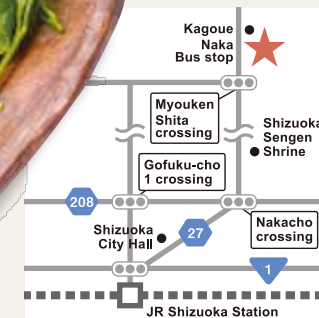 Kagoue
Naka
Bus stop
Myouken
Shita
crossing
Shizuoka
Sengen
Shrine
Gofuku-cho
1 crossing
208
Shizuoka
City Hall
27
Nakacho
crossing
1
JR Shizuoka Station